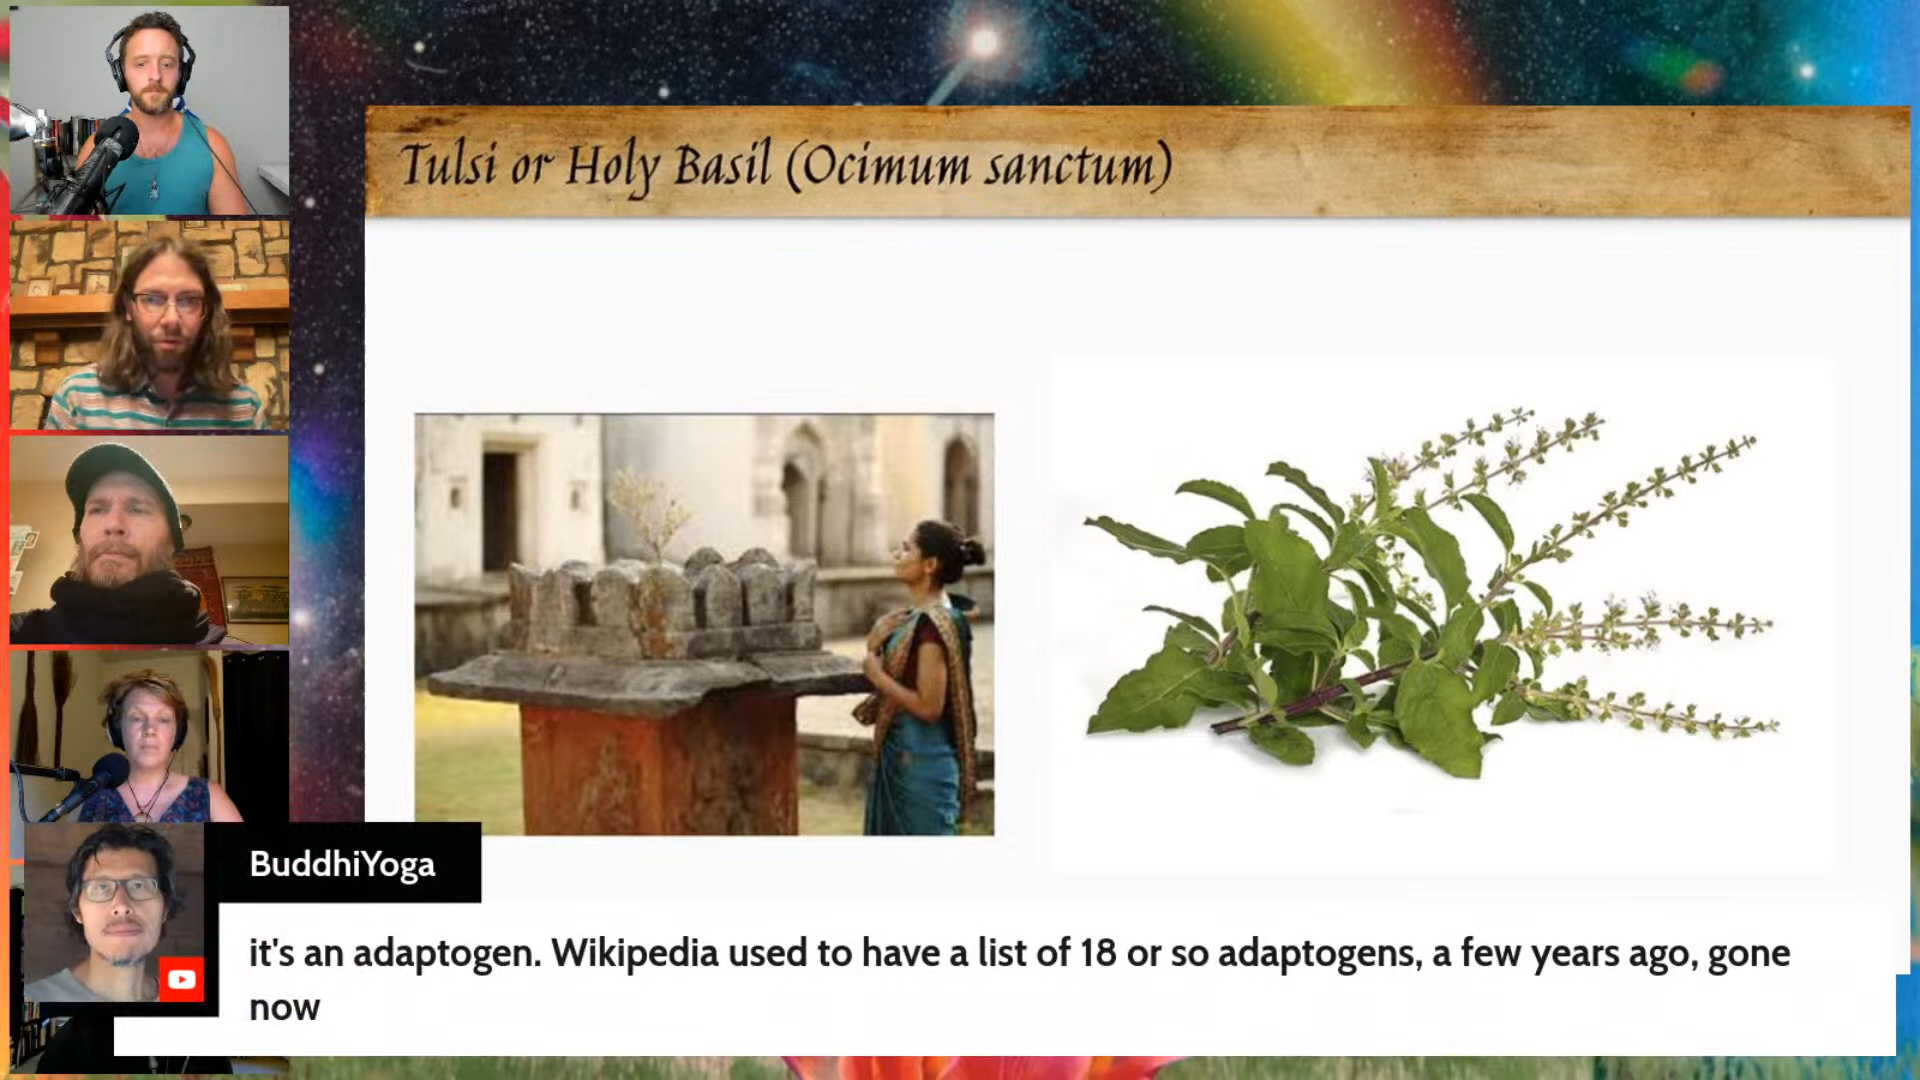 Tulsi or Holy Basil (Ocimum sanctum)
BuddhiYoga
it's an adaptogen. Wikipedia used to have a list of 18 or so adaptogens, a few years ago, gone
now